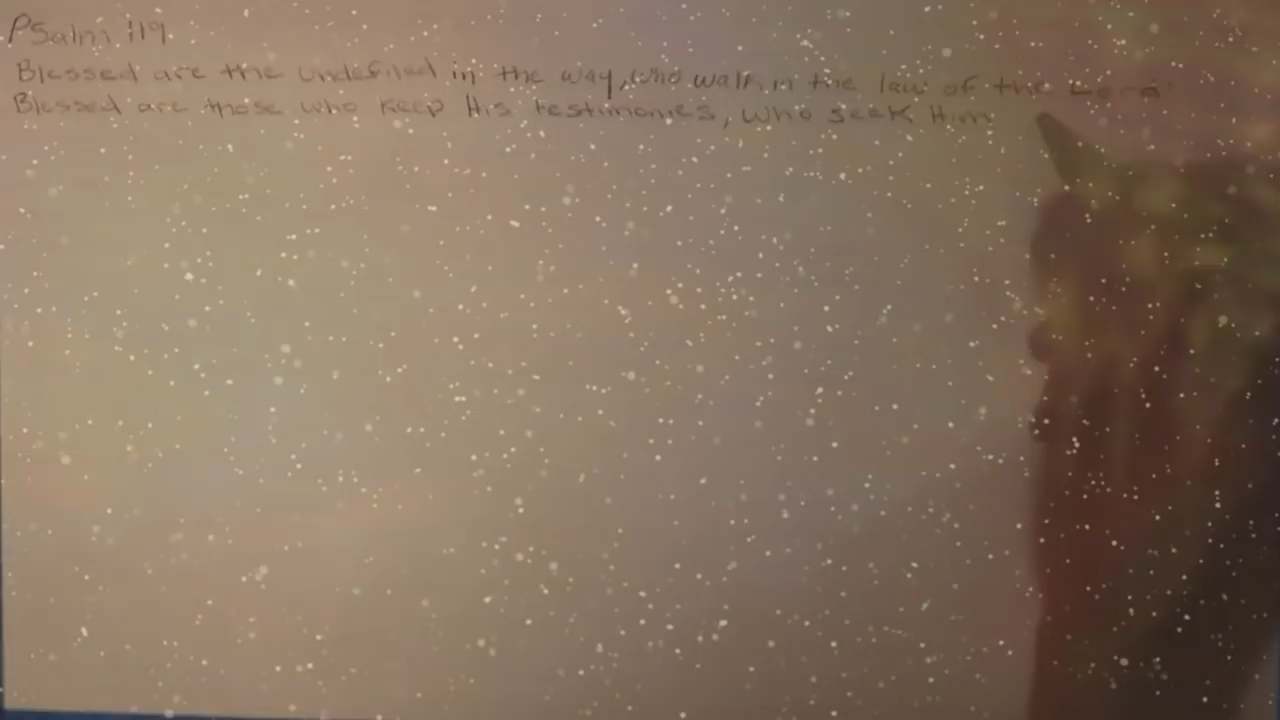 Psalm 119
Blessed are the undefiled in the way, who walk in the law of the Lord!
Blessed are those who keep His testimonies, who seek Him